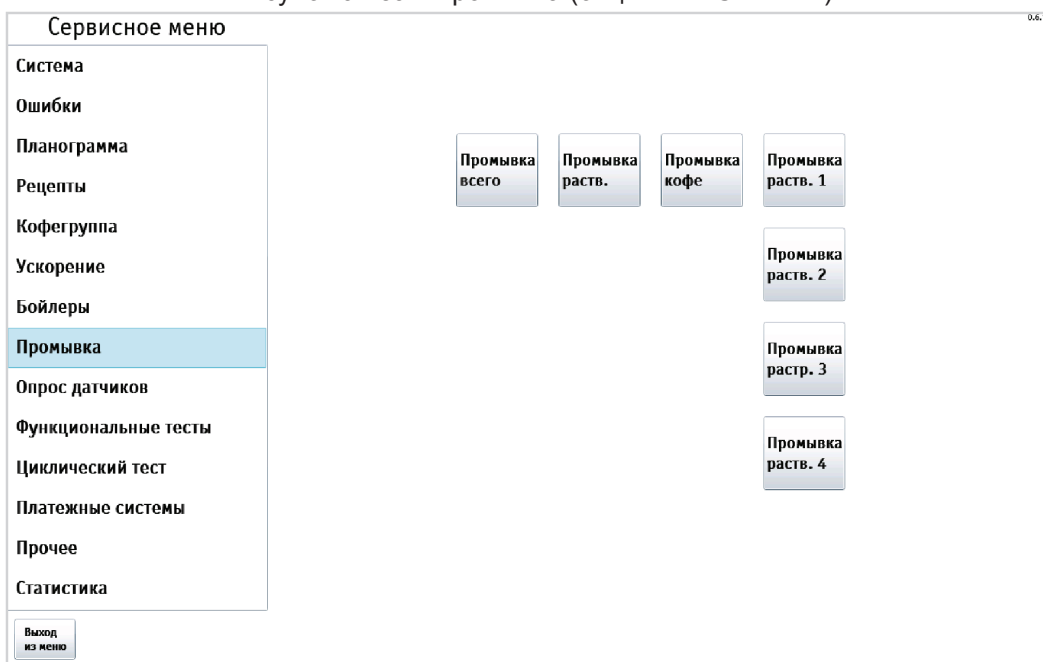 Сервисное меню
0.6.
Система
Ошибки
Планограмма
Рецепты
Кофегруппа
Ускорение
Бойлеры
Промывка
Опрос датчиков
Функциональные тесты
Циклический тест
Платежные системы
Прочее
Статистика
Выход
из меню
Промывка
всего
Промывка
раств.
Промывка
кофе
Промывка
раств. 1
Промывка
раств. 2
Промывка
растр. 3
Промывка
раств. 4